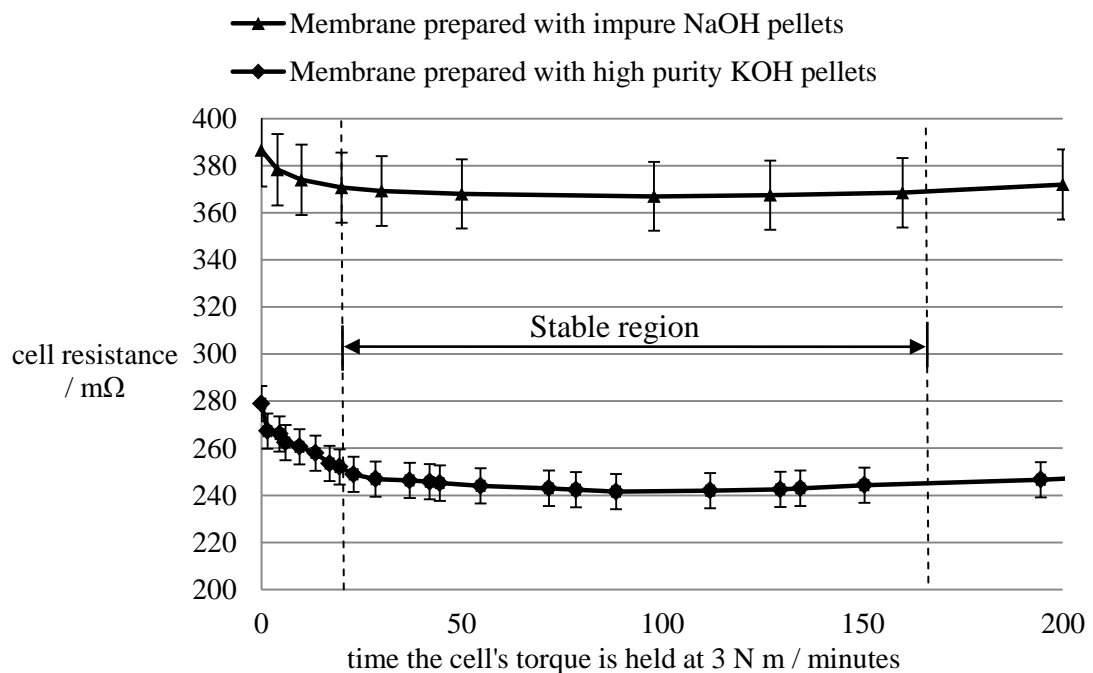 Membrane prepared with impure NaOH pellets
Membrane prepared with high purity KOH pellets
400
380
360
340
320
300
280
260
240
220
200
cell resistance
/ mΩ
Stable region
0
50
100
150
200
time the cell's torque is held at 3 N m / minutes